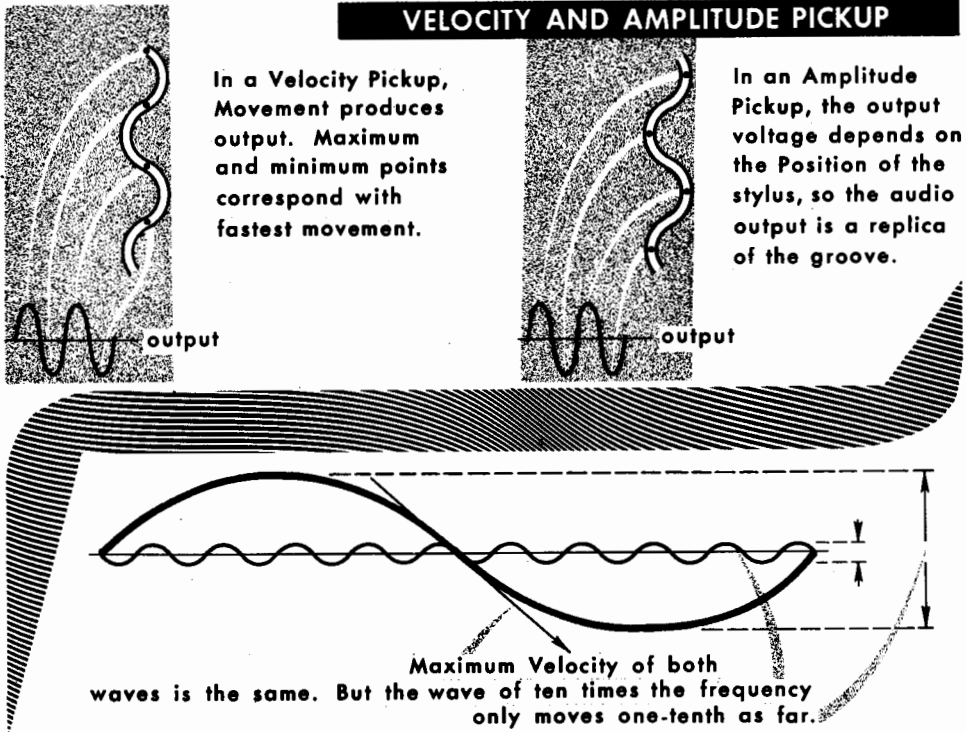 VELOCITY AND AMPLITUDE PICKUP
In a Velocity Pickup,
Movement produces
output. Maximum
and minimum points
correspond with
fastest movement.
output
In an Amplitude
Pickup, the output
voltage depends on
the Position of the
stylus, so the audio
output is a replica
of the groove.
output
Maximum Velocity of both
waves is the same. But the wave of ten times the frequency
only moves one-tenth as far.